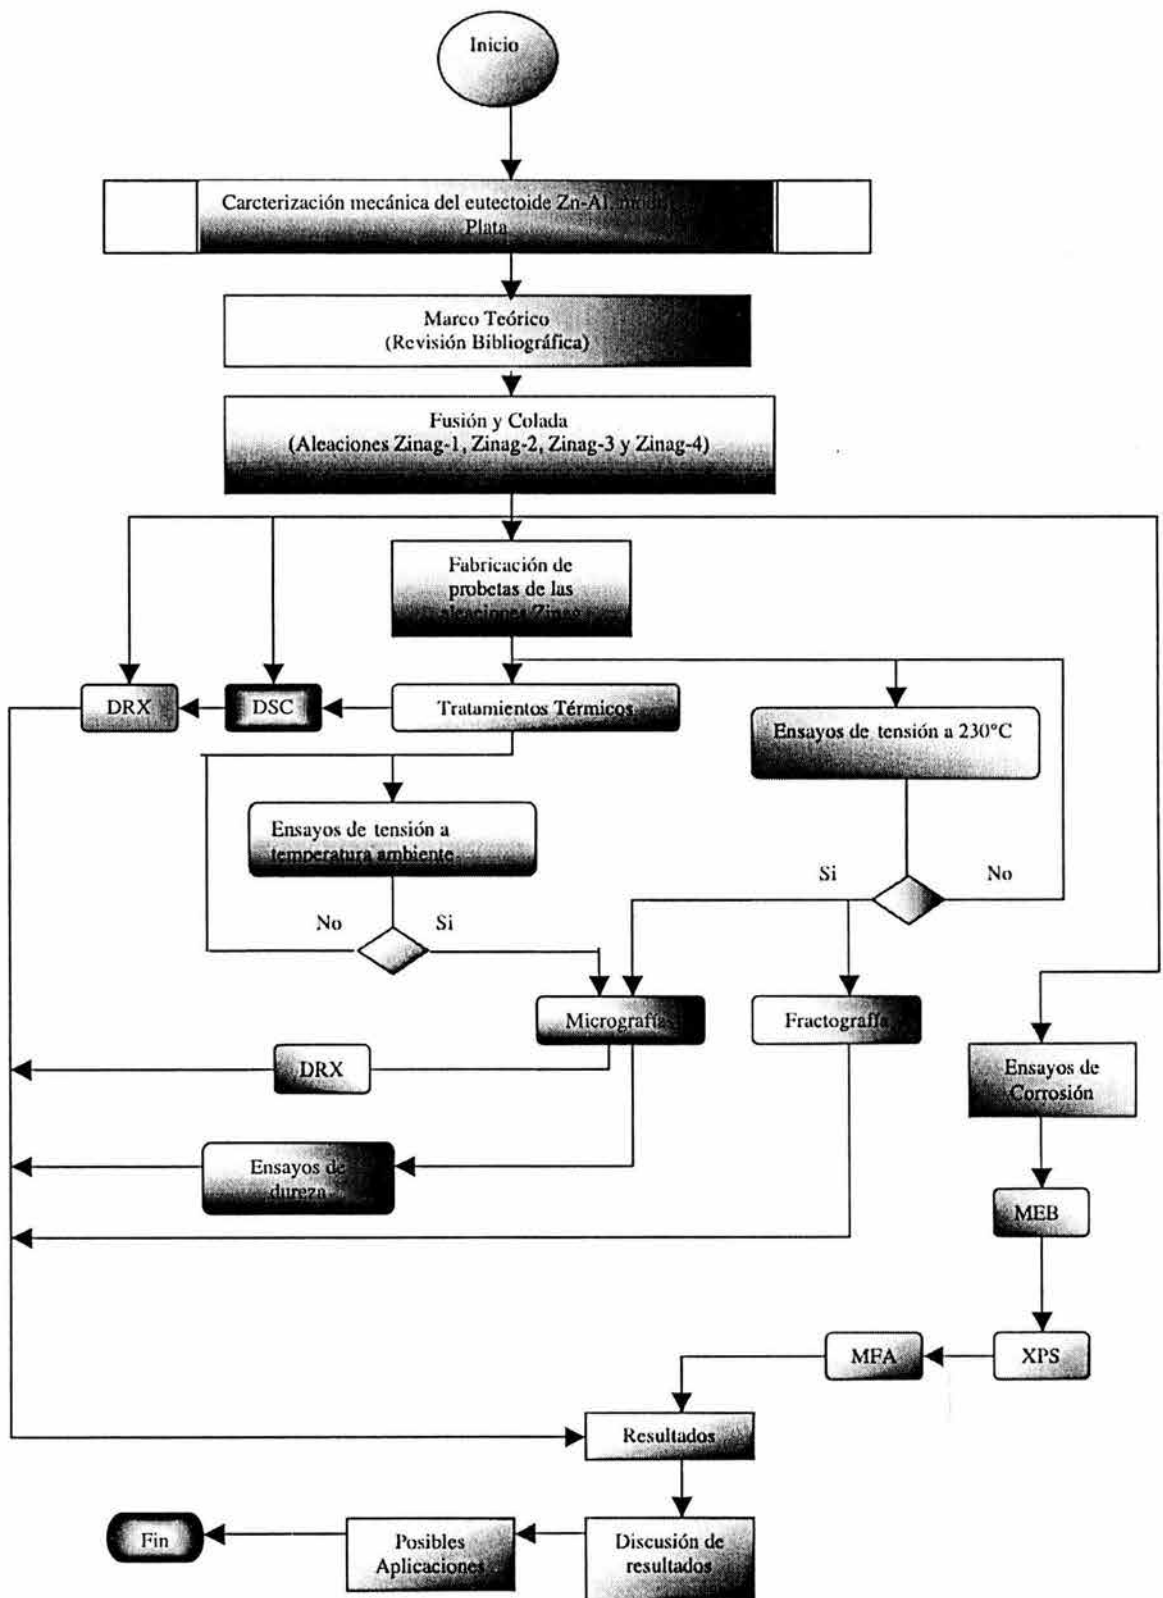 Inicio
Carcterización mecánica del eutectoide Zn-Al,
Plata
Marco Teórico
(Revisión Bibliográfica)
Fusión y Colada
(Aleaciones Zinag-1, Zinag-2, Zinag-3 y Zinag-4)
Fabricación de
probetas de las
aleaciones Zinag
DRX
DSC
Tratamientos Térmicos
Ensayos de tensión a 230°C
Ensayos de tensión a
temperatura ambiente
Si
No
No
Si
Micrografía
Fractografía
DRX
Ensayos de
Corrosión
Ensayos de
dureza
MEB
MFA
XPS
Resultados
Fin
Posibles
Aplicaciones
Discusión de
resultados